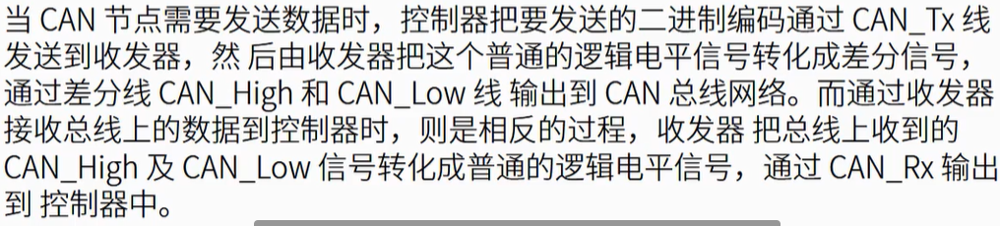 当 CAN 节点需要发送数据时，控制器把要发送的二进制编码通过 CAN_Tx 线
发送到收发器，然 后由收发器把这个普通的逻辑电平信号转化成差分信号，
通过差分线 CAN_High 和 CAN_Low 线 输出到 CAN 总线网络。而通过收发器
接收总线上的数据到控制器时，则是相反的过程，收发器 把总线上收到的
CAN_High 及 CAN_Low 信号转化成普通的逻辑电平信号，通过 CAN_Rx 输出
到 控制器中。